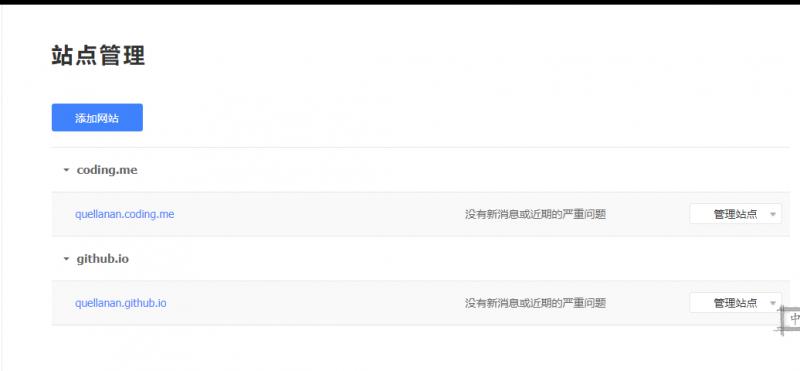 站点管理
添加网站
coding.me
quellanan.coding.me 没有新消息或近期的严重问题 管理站点
github.io
quellanan.github.io 没有新消息或近期的严重问题 管理站点
中